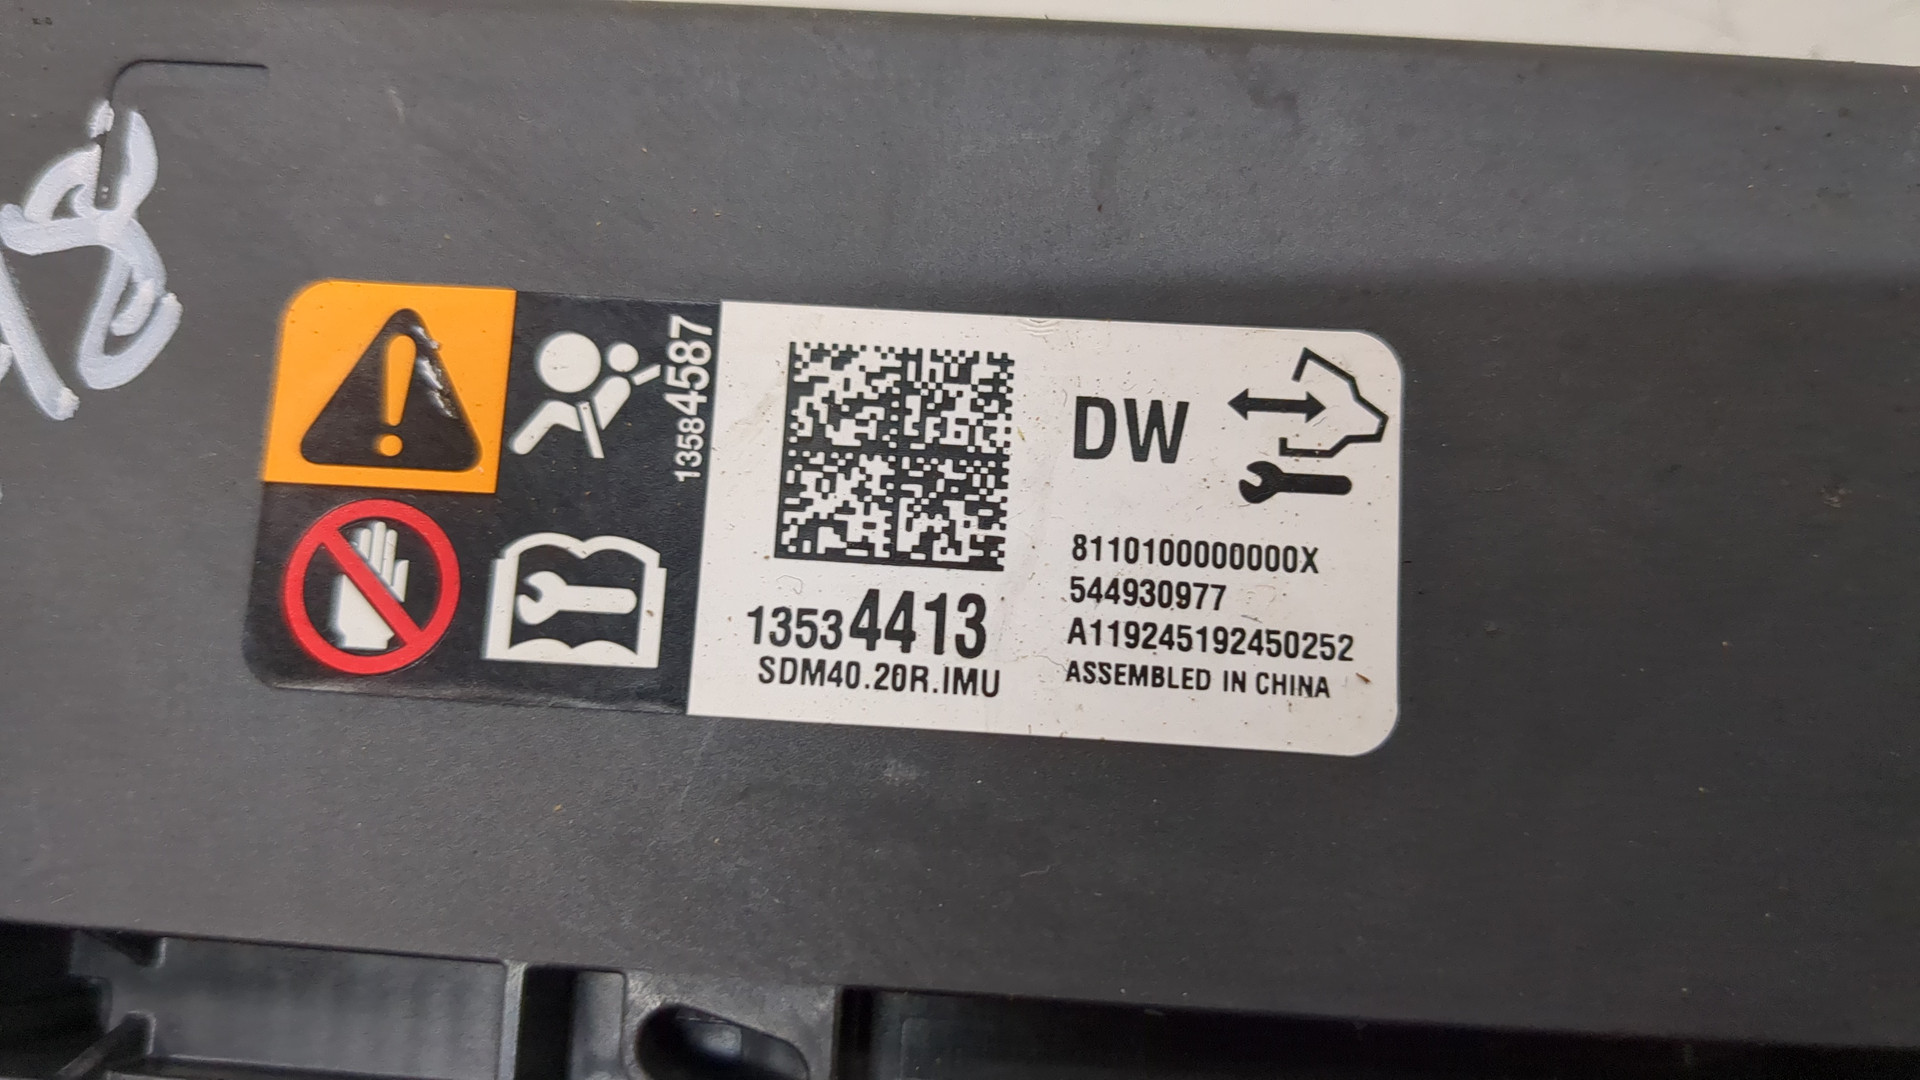 13584587
DW
13534413
SDM40.20R.IMU
8110100000000X
544930977
A119245192450252
ASSEMBLED IN CHINA